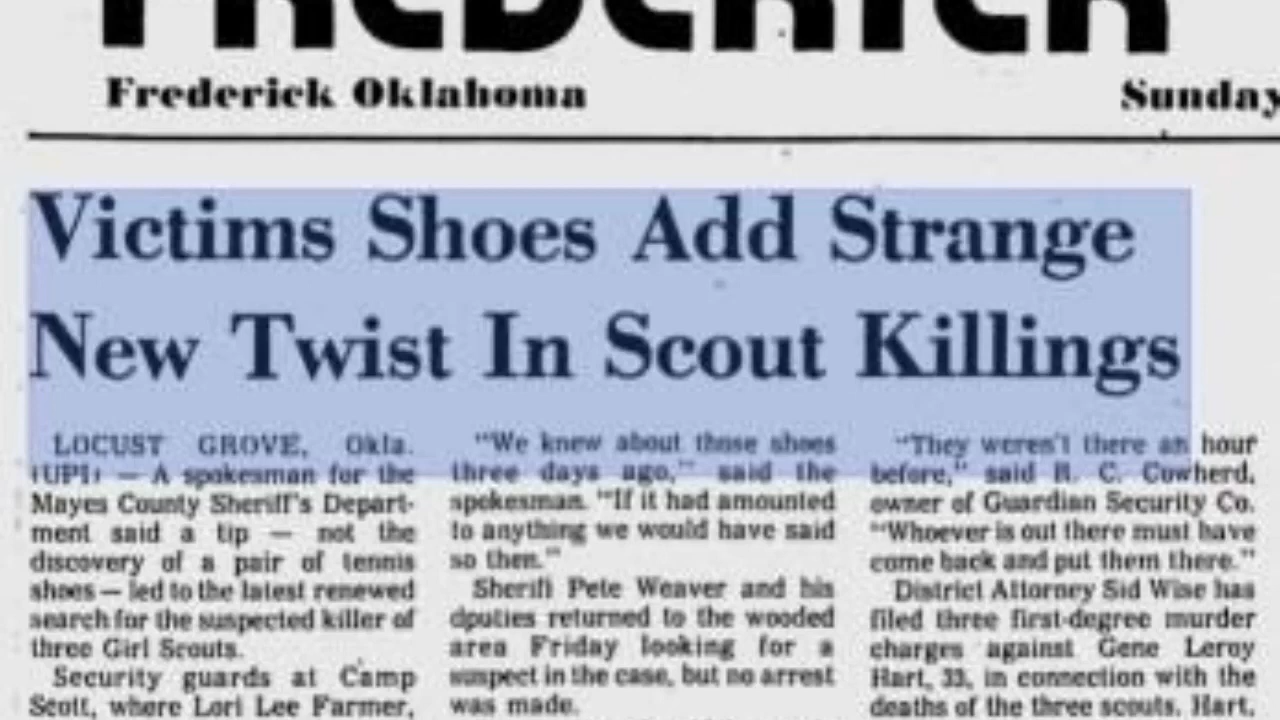 FREDERICK
Frederick Oklahoma
Sunday
Victims Shoes Add Strange
New Twist In Scout Killings
LOCUST GROVE, Okla.
(UPI) — A spokesman for the
Mayes County Sheriff's Depart-
ment said a tip — not the
discovery of a pair of tennis
shoes — led to the latest renewed
search for the suspected killer of
three Girl Scouts.
Security guards at Camp
Scott, where Lori Lee Farmer,
"We knew about those shoes
three days ago," said the
spokesman. "If it had amounted
to anything we would have said
so then."
Sheriff Pete Weaver and his
dputies returned to the wooded
area Friday looking for a
suspect in the case, but no arrest
was made.
"They weren't there an hour
before," said R. C. Cowherd,
owner of Guardian Security Co.
"Whoever is out there must have
come back and put them there."
District Attorney Sid Wise has
filed three first-degree murder
charges against Gene Leroy
Hart, 33, in connection with the
deaths of the three scouts. Hart,